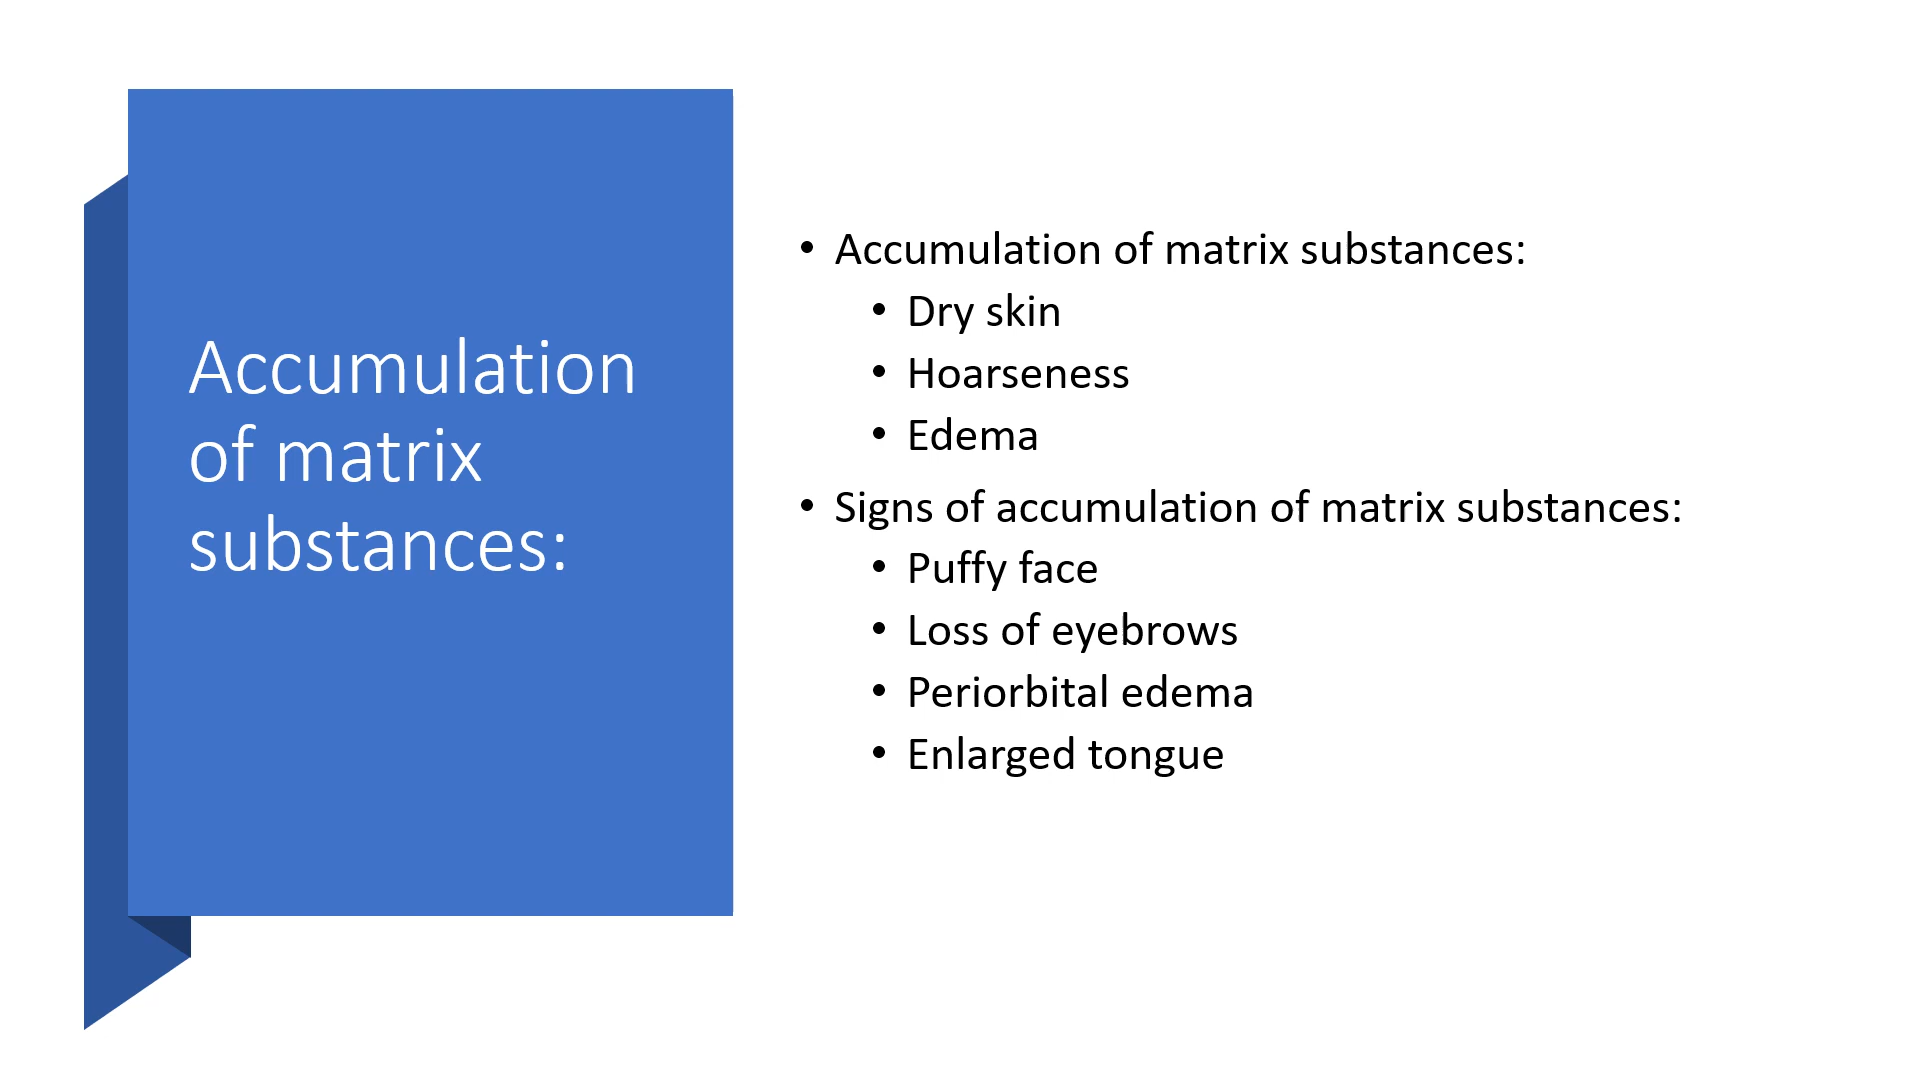 Accumulation
of matrix
substances:
• Accumulation of matrix substances:
• Dry skin
• Hoarseness
• Edema
• Signs of accumulation of matrix substances:
• Puffy face
• Loss of eyebrows
• Periorbital edema
• Enlarged tongue